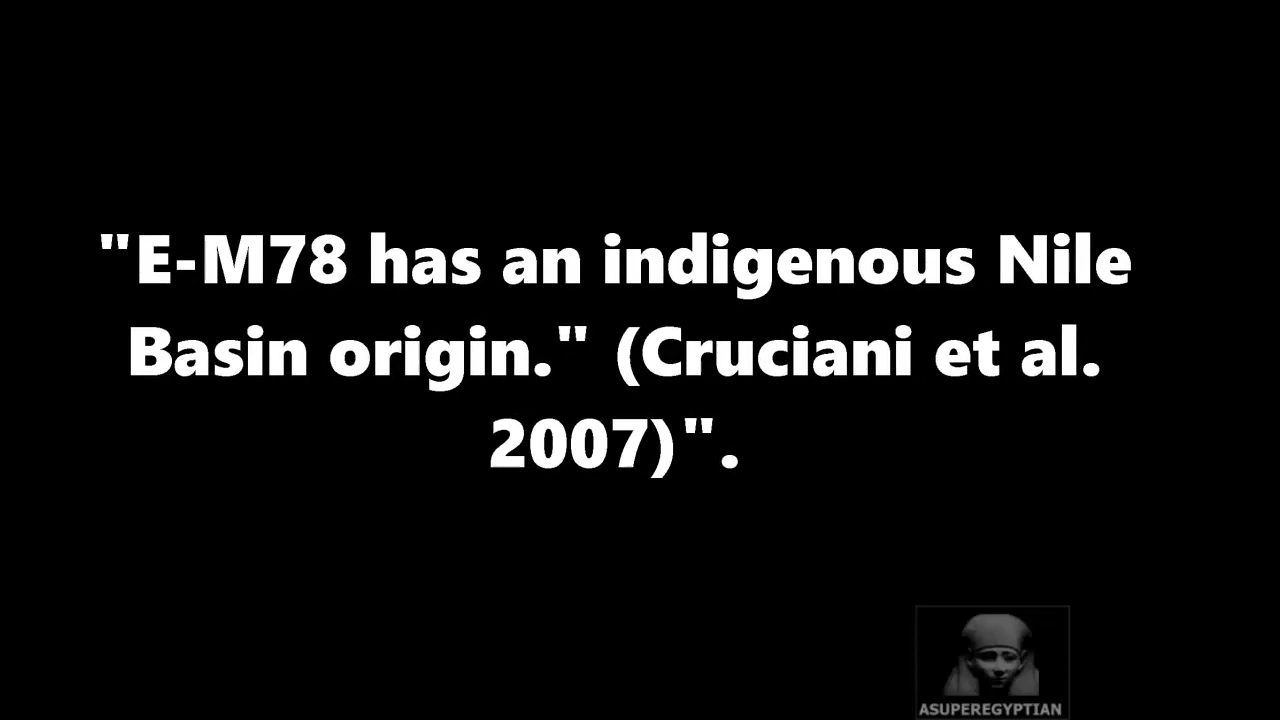 "E-M78 has an indigenous Nile
Basin origin." (Cruciani et al.
2007)".
ASUPEREGYPTIAN